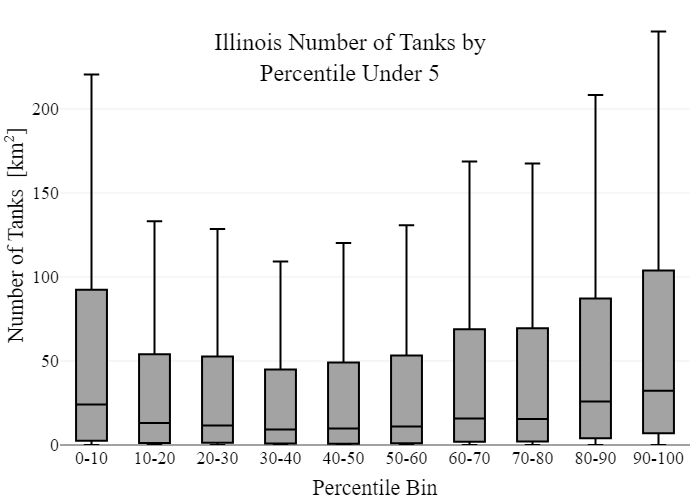 Illinois Number of Tanks by
Percentile Under 5
Number of Tanks [km²]
200
150
100
50
0
0-10 10-20 20-30 30-40 40-50 50-60 60-70 70-80 80-90 90-100
Percentile Bin